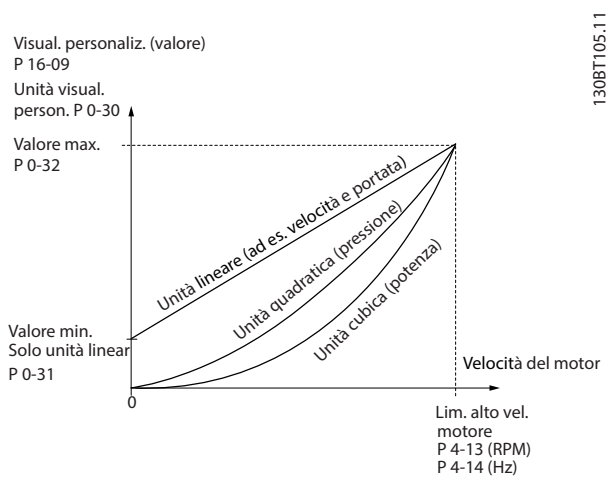 130BT105.11
Visual. personaliz. (valore)
P 16-09
Unità visual.
person. P 0-30
Valore max.
P 0-32
Unità lineare (ad es. velocità e portata)
Unità quadratica (pressione)
Unità cubica (potenza)
Valore min.
Solo unità linear
P 0-31
0
Velocità del motor
Lim. alto vel.
motore
P 4-13 (RPM)
P 4-14 (Hz)